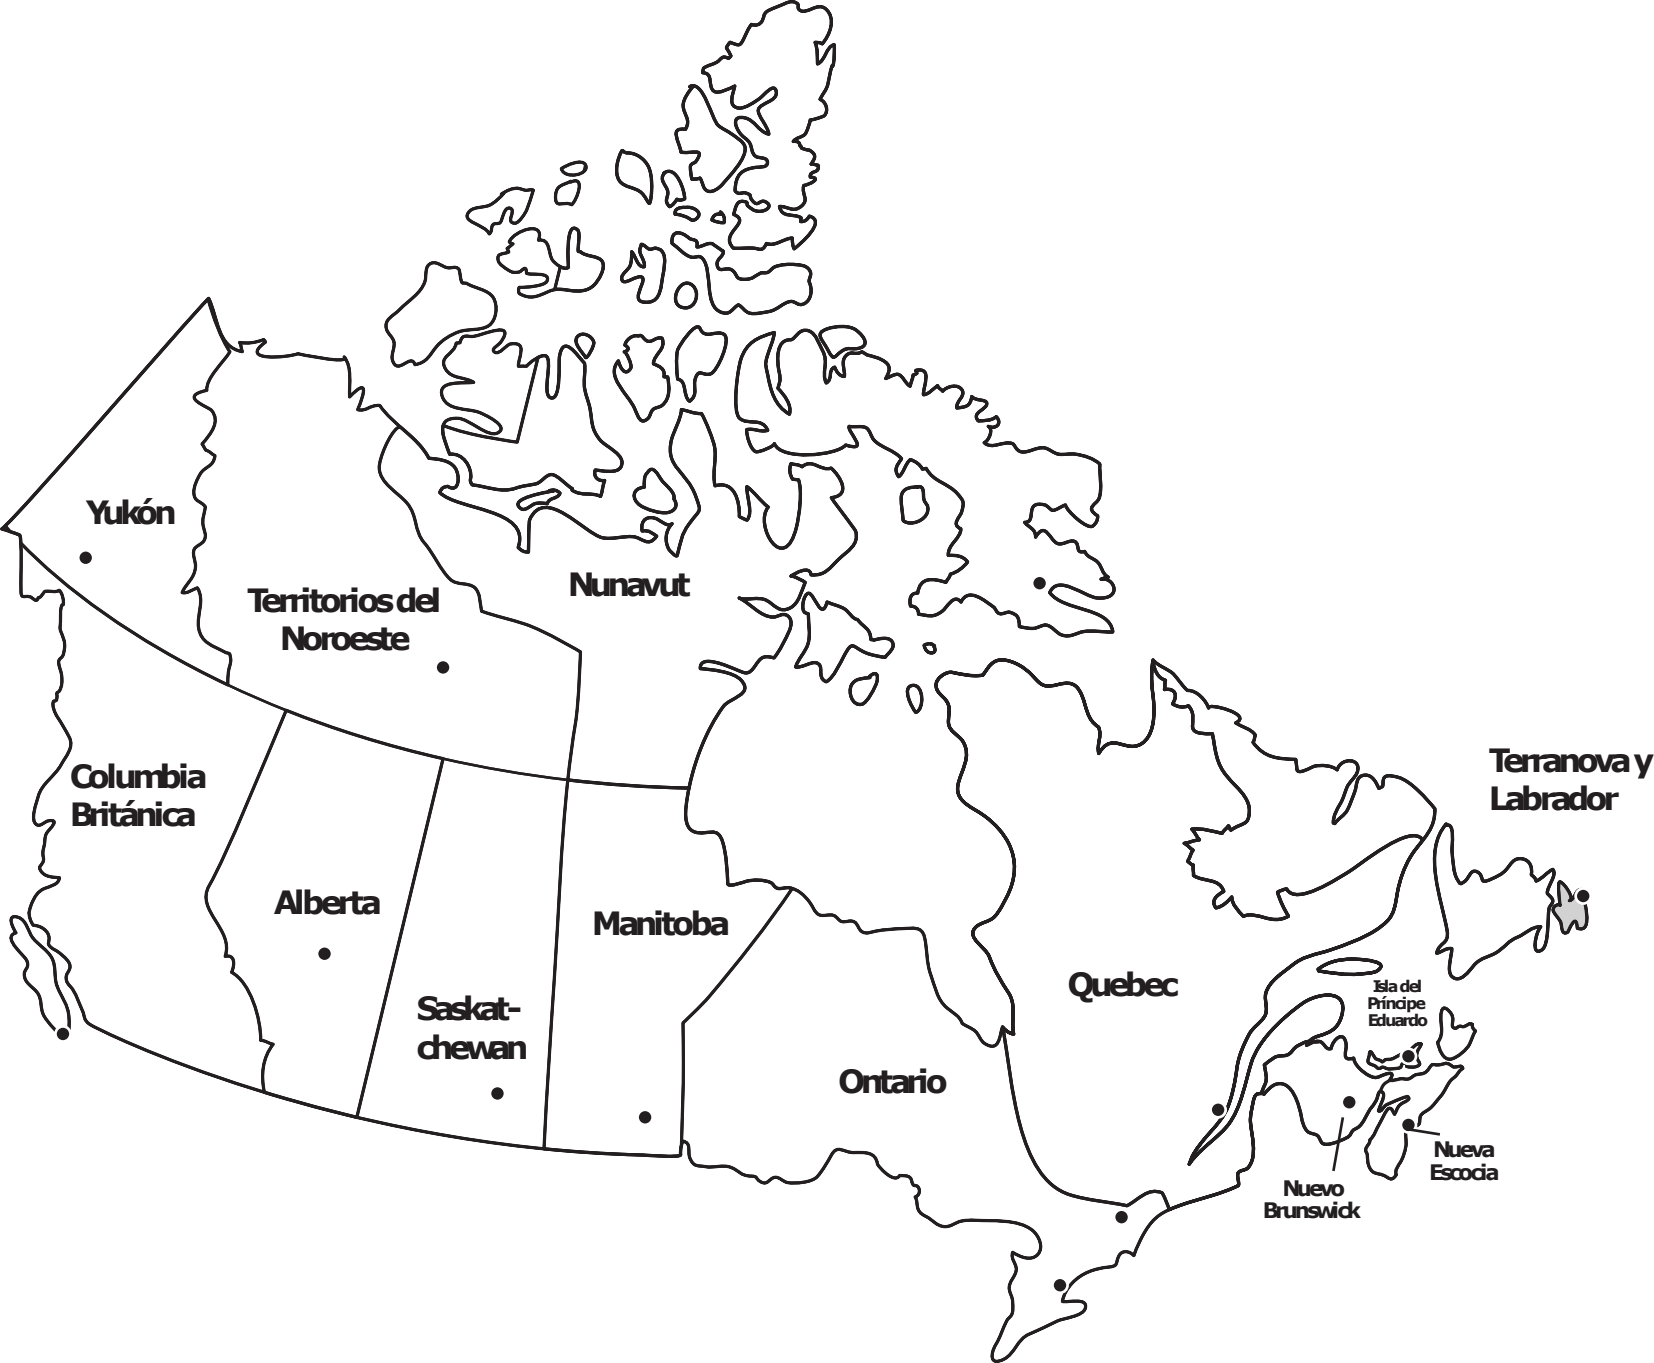 Yukón
Territorios del
Noroeste
Nunavut
Columbia
Británica
Alberta
Saskat-
chewan
Manitoba
Ontario
Quebec
Terranova y
Labrador
Isla del
Príncipe
Eduardo
Nueva
Escocia
Nuevo
Brunswick